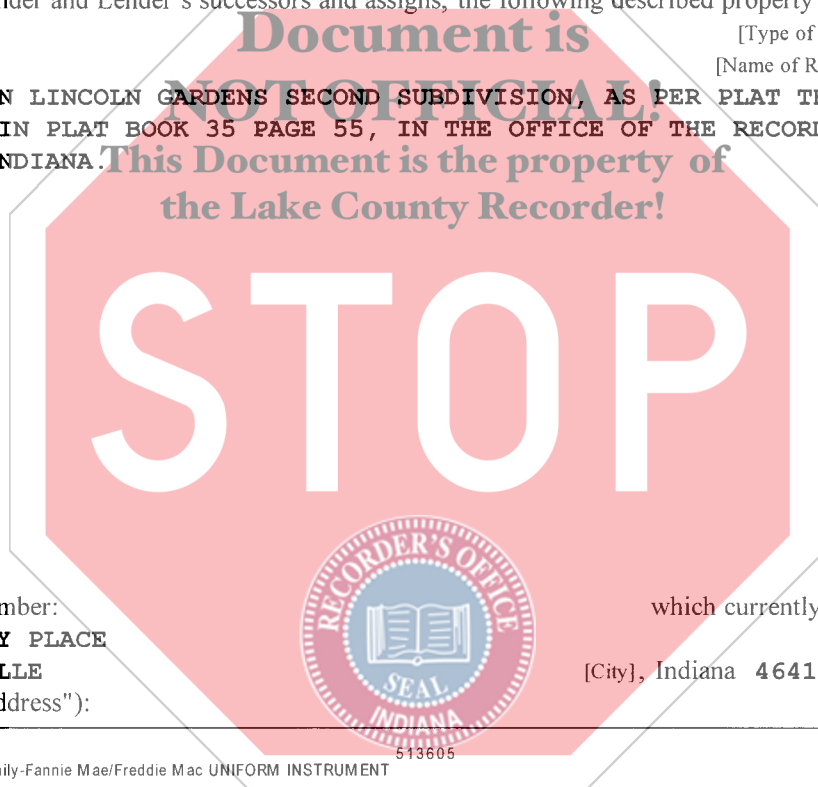 nder and Lender's successors and assigns, the following described property
Document is
[Type of
NOT OFFICIAL!
[Name of R
N LINCOLN GARDENS SECOND SUBDIVISION, AS PER PLAT TH
IN PLAT BOOK 35 PAGE 55, IN THE OFFICE OF THE RECOR
NDIANA.
This Document is the property of
the Lake County Recorder!
STOP
RECORDER'S OFFICE
SEAL
INDIANA
mber: which currently
Y PLACE
LLE [City], Indiana 4641
ddress"):
513605
nily-Fannie Mae/Freddie Mac UNIFORM INSTRUMENT